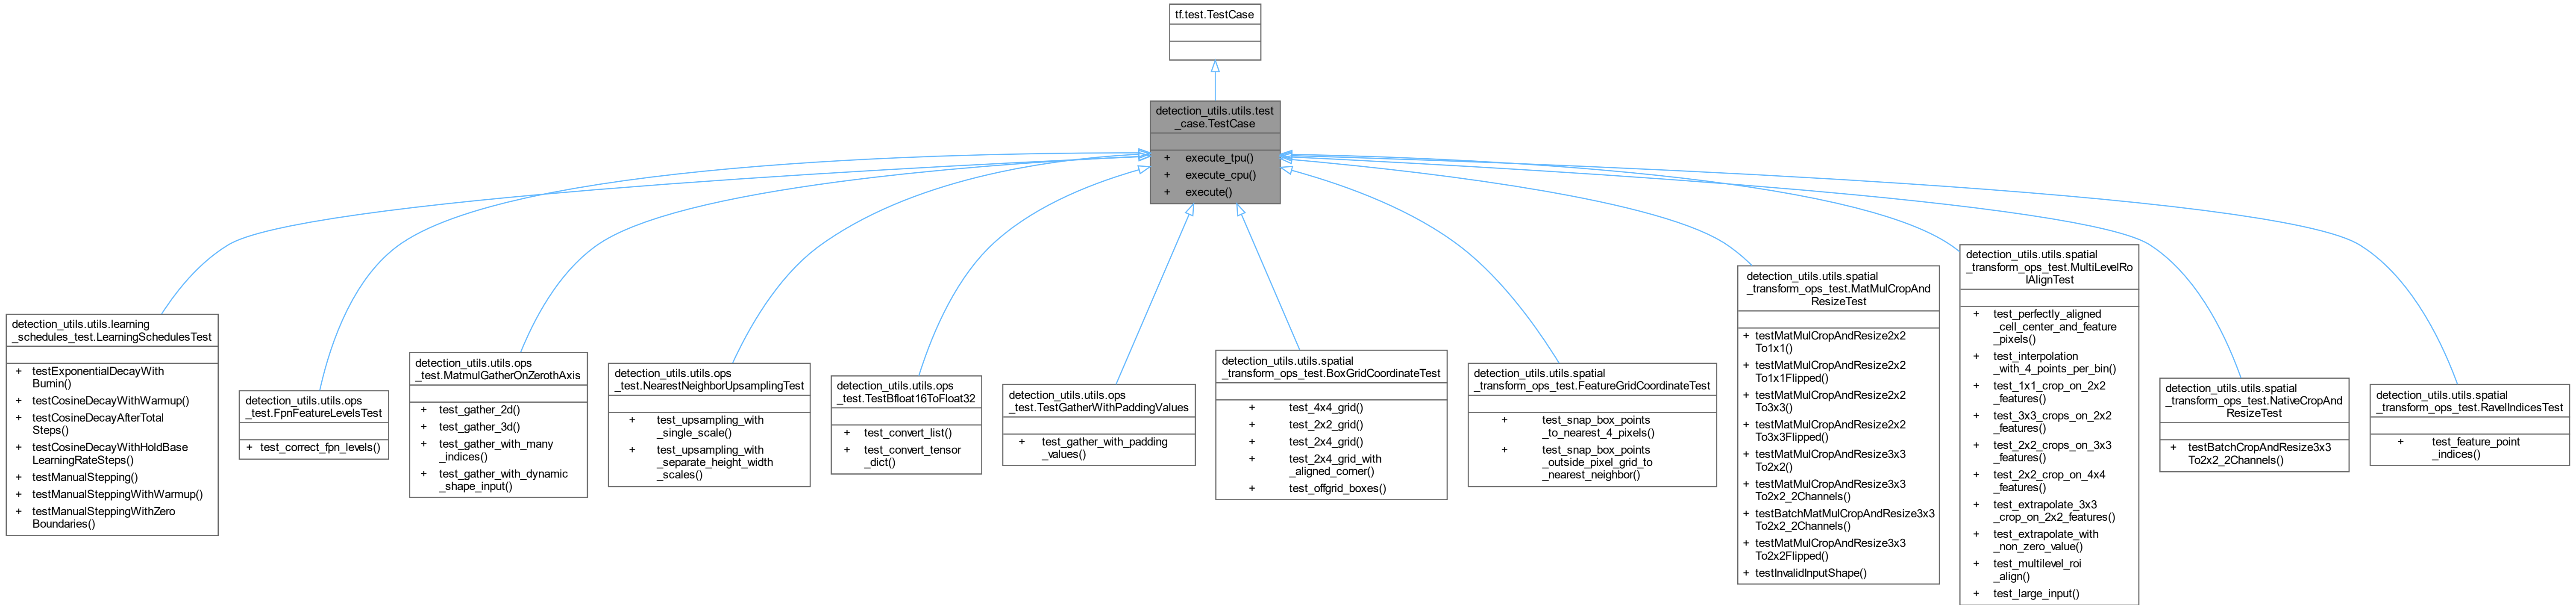 tf.test.TestCase
detection_utils.utils.test
_case.TestCase
+ execute_tpu()
+ execute_cpu()
+ execute()
detection_utils.utils.learning
_schedules_test.LearningSchedulesTest
+ testExponentialDecayWith
Burnin()
+ testCosineDecayWithWarmup()
+ testCosineDecayAfterTotal
Steps()
+ testCosineDecayWithHoldBase
LearningRateSteps()
+ testManualStepping()
+ testManualSteppingWithWarmup()
+ testManualSteppingWithZero
Boundaries()
detection_utils.utils.ops
_test.FpnFeatureLevelsTest
+ test_correct_fpn_levels()
detection_utils.utils.ops
_test.MatmulGatherOnZerothAxis
+ test_gather_2d()
+ test_gather_3d()
+ test_gather_with_many
_indices()
+ test_gather_with_dynamic
_shape_input()
detection_utils.utils.ops
_test.NearestNeighborUpsamplingTest
+ test_upsampling_with
_single_scale()
+ test_upsampling_with
_separate_height_width
_scales()
detection_utils.utils.ops
_test.TestBfloat16ToFloat32
+ test_convert_list()
+ test_convert_tensor
_dict()
detection_utils.utils.ops
_test.TestGatherWithPaddingValues
+ test_gather_with_padding
_values()
detection_utils.utils.spatial
_transform_ops_test.BoxGridCoordinateTest
+ test_4x4_grid()
+ test_2x2_grid()
+ test_2x4_grid()
+ test_2x4_grid_with
_aligned_corner()
+ test_offgrid_boxes()
detection_utils.utils.spatial
_transform_ops_test.FeatureGridCoordinateTest
+ test_snap_box_points
_to_nearest_4_pixels()
+ test_snap_box_points
_outside_pixel_grid_to
_nearest_neighbor()
detection_utils.utils.spatial
_transform_ops_test.MatMulCropAnd
ResizeTest
+ testMatMulCropAndResize2x2
To1x1()
+ testMatMulCropAndResize2x2
To1x1Flipped()
+ testMatMulCropAndResize2x2
To3x3()
+ testMatMulCropAndResize2x2
To3x3Flipped()
+ testMatMulCropAndResize3x3
To2x2()
+ testMatMulCropAndResize3x3
To2x2_2Channels()
+ testBatchMatMulCropAndResize3x3
To2x2_2Channels()
+ testMatMulCropAndResize3x3
To2x2Flipped()
+ testInvalidInputShape()
detection_utils.utils.spatial
_transform_ops_test.MultiLevelRo
IAlignTest
+ test_perfectly_aligned
_cell_center_and_feature
_pixels()
+ test_interpolation
_with_4_points_per_bin()
+ test_1x1_crop_on_2x2
_features()
+ test_3x3_crops_on_2x2
_features()
+ test_2x2_crops_on_3x3
_features()
+ test_2x2_crop_on_4x4
_features()
+ test_extrapolate_3x3
_crop_on_2x2_features()
+ test_extrapolate_with
_non_zero_value()
+ test_multilevel_roi
_align()
+ test_large_input()
detection_utils.utils.spatial
_transform_ops_test.NativeCropAnd
ResizeTest
+ testBatchCropAndResize3x3
To2x2_2Channels()
detection_utils.utils.spatial
_transform_ops_test.RavelIndicesTest
+ test_feature_point
_indices()